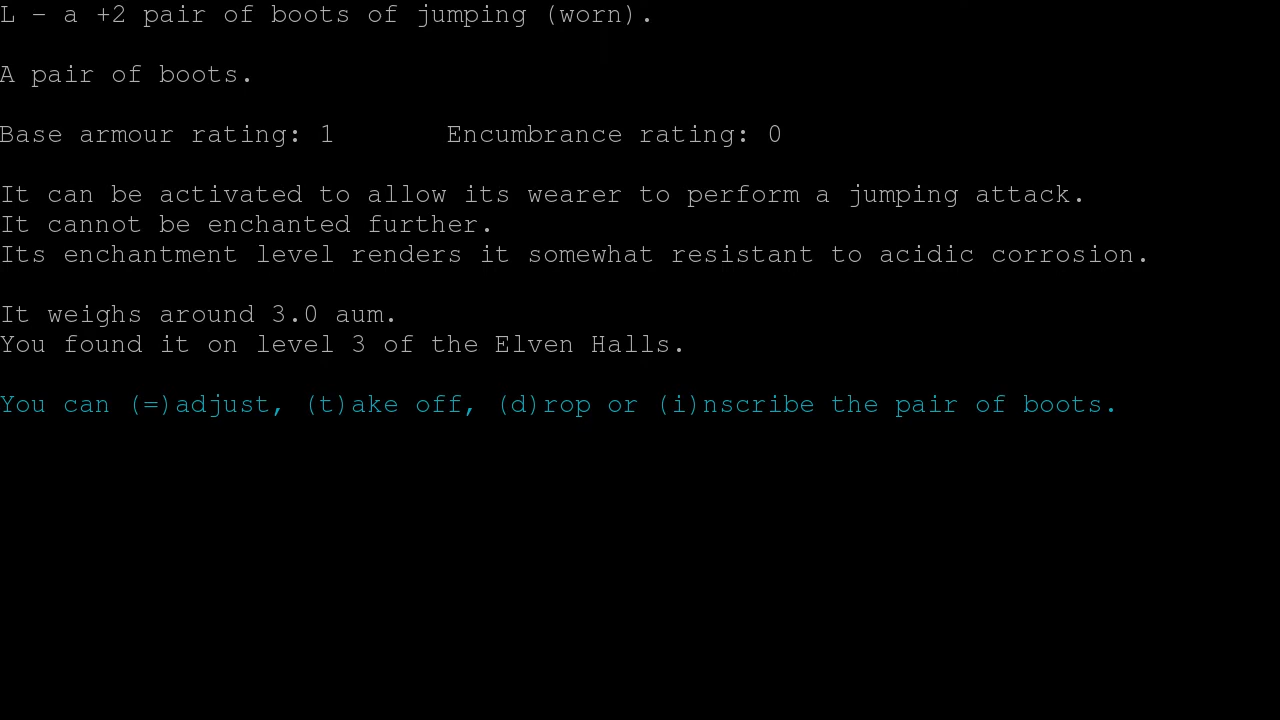 L – a +2 pair of boots of jumping (worn).
A pair of boots.
Base armour rating: 1       Encumbrance rating: 0
It can be activated to allow its wearer to perform a jumping attack.
It cannot be enchanted further.
Its enchantment level renders it somewhat resistant to acidic corrosion.
It weighs around 3.0 aum.
You found it on level 3 of the Elven Halls.
You can (=)adjust, (t)ake off, (d)rop or (i)nscribe the pair of boots.